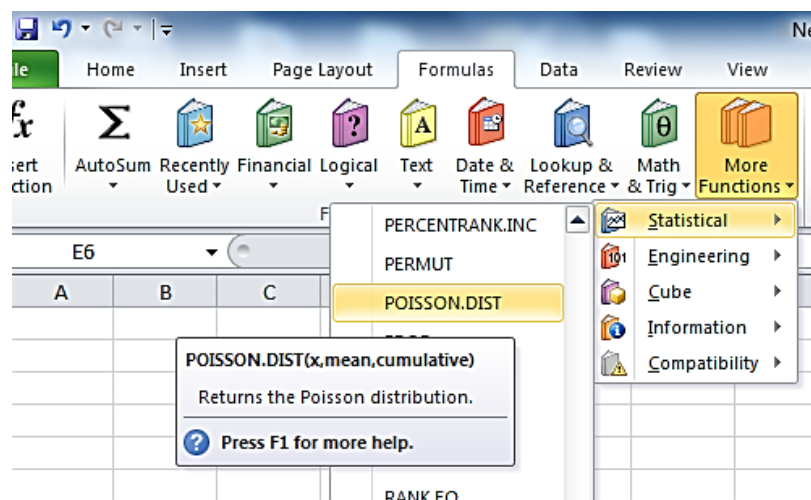 Ne
le Home Insert Page Layout Formulas Data Review View
fx Σ ? A θ
sert AutoSum Recently Financial Logical Text Date & Lookup & Math More
ction Used Time Reference & Trig Functions
F
E6
A B C
PERCENTRANK.INC
PERMUT
POISSON.DIST
Statistical
101 Engineering
Cube
Information
Compatibility
POISSON.DIST(x,mean,cumulative)
Returns the Poisson distribution.
? Press F1 for more help.
RANK.EQ